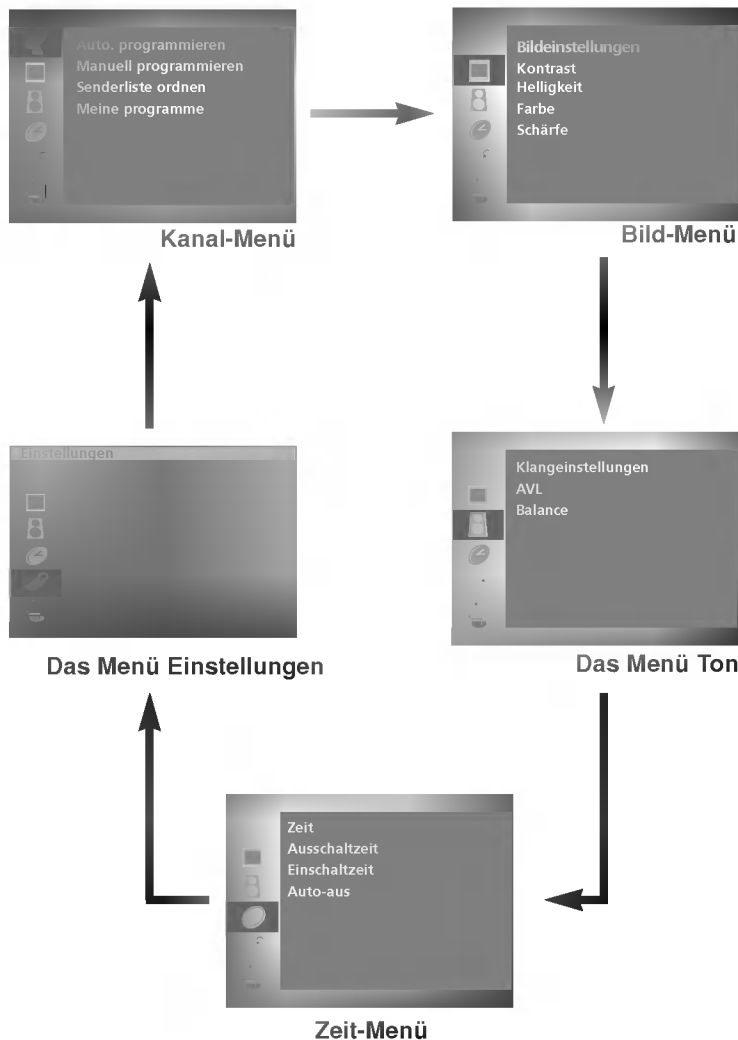 Auto. programmieren
Manuell programmieren
Senderliste ordnen
Meine programme
Kanal-Menü
Bildeinstellungen
Kontrast
Helligkeit
Farbe
Schärfe
Bild-Menü
Klangeinstellungen
AVL
Balance
Das Menü Ton
Zeit
Ausschaltzeit
Einschaltzeit
Auto-aus
Zeit-Menü
Einstellungen
Das Menü Einstellungen